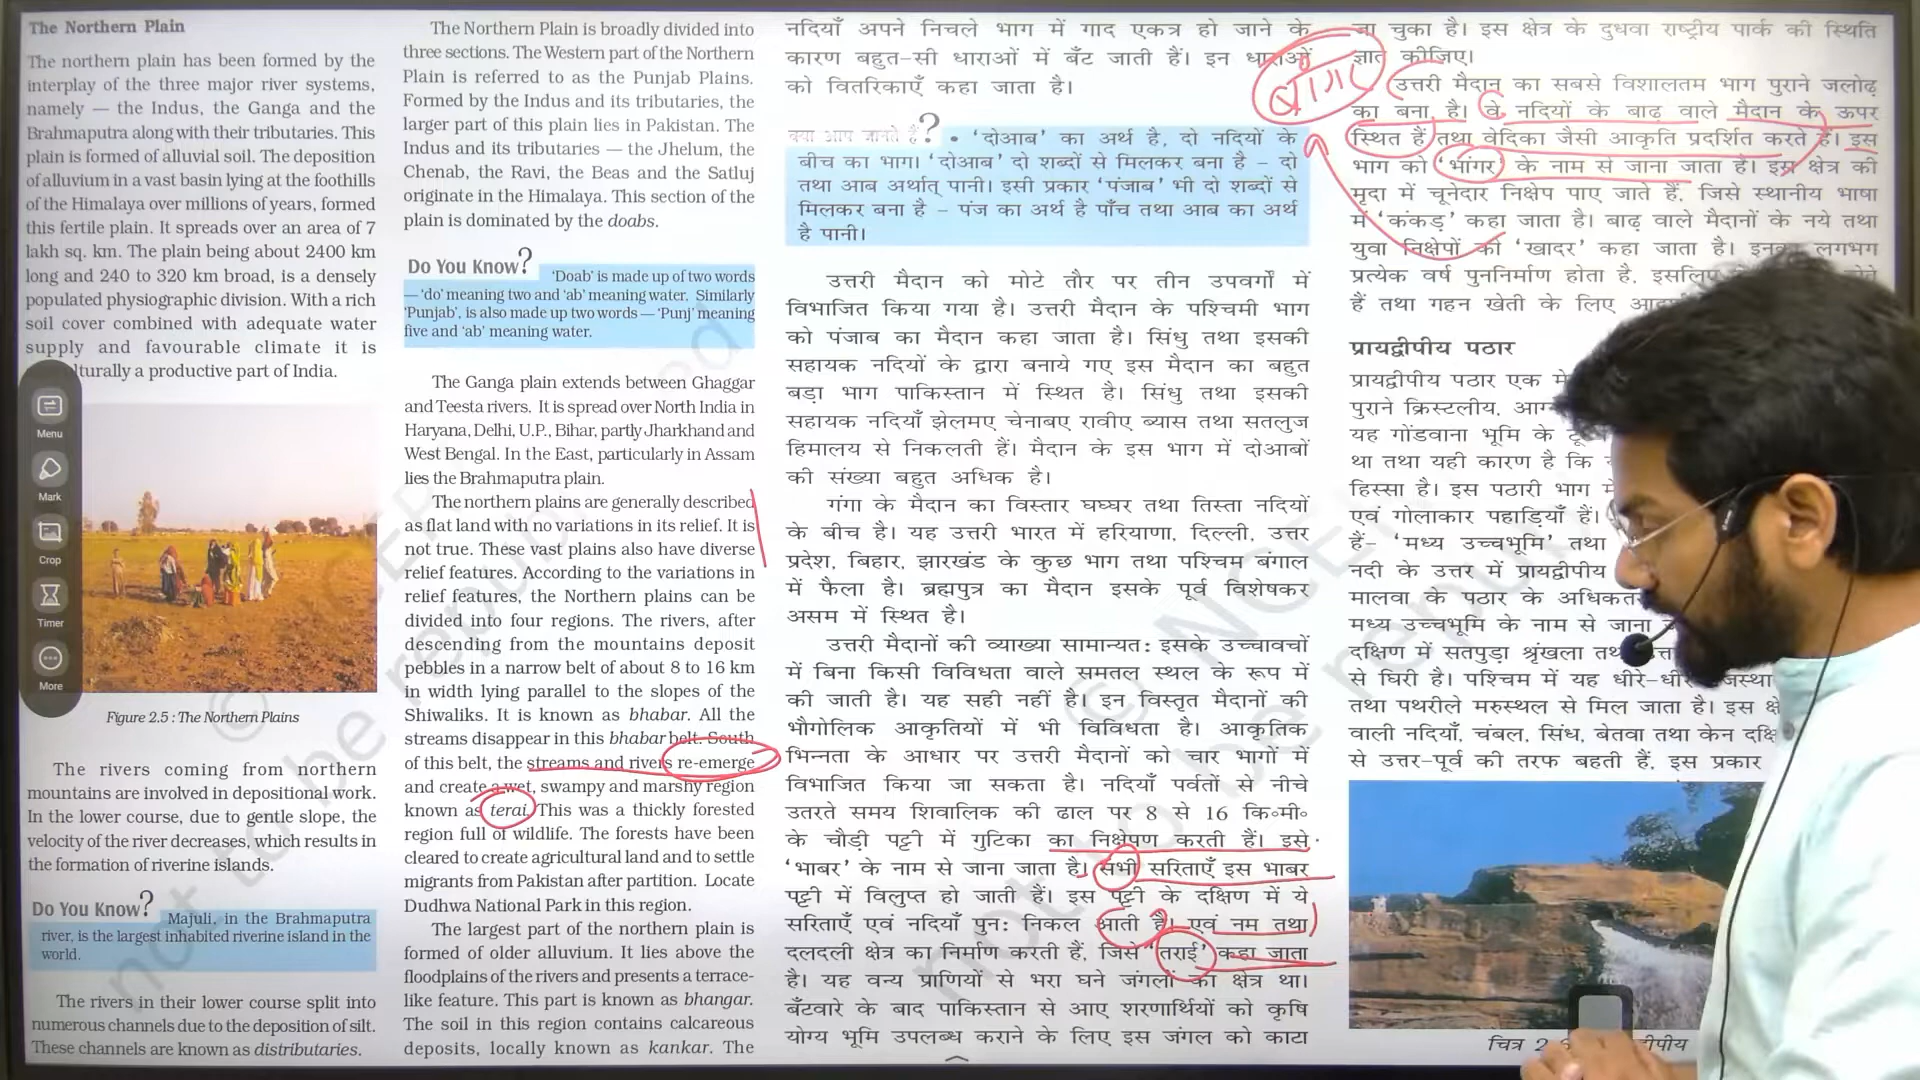 The Northern Plain
The northern plain has been formed by the
interplay of the three major river systems,
namely — the Indus, the Ganga and the
Brahmaputra along with their tributaries. This
plain is formed of alluvial soil. The deposition
of alluvium in a vast basin lying at the foothills
of the Himalaya over millions of years, formed
this fertile plain. It spreads over an area of 7
lakh sq. km. The plain being about 2400 km
long and 240 to 320 km broad, is a densely
populated physiographic division. With a rich
soil cover combined with adequate water
supply and favourable climate it is
lturally a productive part of India.
Menu
Mark
Crop
Timer
More
Figure 2.5 : The Northern Plains
The rivers coming from northern
mountains are involved in depositional work.
In the lower course, due to gentle slope, the
velocity of the river decreases, which results in
the formation of riverine islands.
Do You Know? Majuli, in the Brahmaputra
river, is the largest inhabited riverine island in the
world.
The rivers in their lower course split into
numerous channels due to the deposition of silt.
These channels are known as distributaries.
The Northern Plain is broadly divided into
three sections. The Western part of the Northern
Plain is referred to as the Punjab Plains.
Formed by the Indus and its tributaries, the
larger part of this plain lies in Pakistan. The
Indus and its tributaries — the Jhelum, the
Chenab, the Ravi, the Beas and the Satluj
originate in the Himalaya. This section of the
plain is dominated by the doabs.
Do You Know? 'Doab' is made up of two words
— 'do' meaning two and 'ab' meaning water. Similarly
'Punjab', is also made up two words — 'Punj' meaning
five and 'ab' meaning water.
The Ganga plain extends between Ghaggar
and Teesta rivers. It is spread over North India in
Haryana, Delhi, U.P., Bihar, partly Jharkhand and
West Bengal. In the East, particularly in Assam
lies the Brahmaputra plain.
The northern plains are generally described
as flat land with no variations in its relief. It is
not true. These vast plains also have diverse
relief features. According to the variations in
relief features, the Northern plains can be
divided into four regions. The rivers, after
descending from the mountains deposit
pebbles in a narrow belt of about 8 to 16 km
in width lying parallel to the slopes of the
Shiwaliks. It is known as bhabar. All the
streams disappear in this bhabar belt. South
of this belt, the streams and rivers re-emerge
and create a wet, swampy and marshy region
known as terai. This was a thickly forested
region full of wildlife. The forests have been
cleared to create agricultural land and to settle
migrants from Pakistan after partition. Locate
Dudhwa National Park in this region.
The largest part of the northern plain is
formed of older alluvium. It lies above the
floodplains of the rivers and presents a terrace-
like feature. This part is known as bhangar.
The soil in this region contains calcareous
deposits, locally known as kankar. The
नदियाँ अपने निचले भाग में गाद एकत्र हो जाने के
कारण बहुत-सी धाराओं में बँट जाती हैं। इन धाराओं
को वितरिकाएँ कहा जाता है।
क्या आप जानते हैं? • 'दोआब' का अर्थ है, दो नदियों के
बीच का भाग। 'दोआब' दो शब्दों से मिलकर बना है – दो
तथा आब अर्थात् पानी। इसी प्रकार 'पंजाब' भी दो शब्दों से
मिलकर बना है – पंज का अर्थ है पाँच तथा आब का अर्थ
है पानी।
उत्तरी मैदान को मोटे तौर पर तीन उपवर्गों में
विभाजित किया गया है। उत्तरी मैदान के पश्चिमी भाग
को पंजाब का मैदान कहा जाता है। सिंधु तथा इसकी
सहायक नदियों के द्वारा बनाये गए इस मैदान का बहुत
बड़ा भाग पाकिस्तान में स्थित है। सिंधु तथा इसकी
सहायक नदियाँ झेलमए चेनाबए रावीए ब्यास तथा सतलुज
हिमालय से निकलती हैं। मैदान के इस भाग में दोआबों
की संख्या बहुत अधिक है।
गंगा के मैदान का विस्तार घघ्घर तथा तिस्ता नदियों
के बीच है। यह उत्तरी भारत में हरियाणा, दिल्ली, उत्तर
प्रदेश, बिहार, झारखंड के कुछ भाग तथा पश्चिम बंगाल
में फैला है। ब्रह्मपुत्र का मैदान इसके पूर्व विशेषकर
असम में स्थित है।
उत्तरी मैदानों की व्याख्या सामान्यत: इसके उच्चावचों
में बिना किसी विविधता वाले समतल स्थल के रूप में
की जाती है। यह सही नहीं है। इन विस्तृत मैदानों की
भौगोलिक आकृतियों में भी विविधता है। आकृतिक
भिन्नता के आधार पर उत्तरी मैदानों को चार भागों में
विभाजित किया जा सकता है। नदियाँ पर्वतों से नीचे
उतरते समय शिवालिक की ढाल पर 8 से 16 कि॰मी॰
के चौड़ी पट्टी में गुटिका का निक्षेपण करती हैं। इसे
'भाबर' के नाम से जाना जाता है। सभी सरिताएँ इस भाबर
पट्टी में विलुप्त हो जाती हैं। इस पट्टी के दक्षिण में ये
सरिताएँ एवं नदियाँ पुन: निकल आती हैं। एवं नम तथा
दलदली क्षेत्र का निर्माण करती हैं, जिसे 'तराई' कहा जाता
है। यह वन्य प्राणियों से भरा घने जंगलों का क्षेत्र था।
बँटवारे के बाद पाकिस्तान से आए शरणार्थियों को कृषि
योग्य भूमि उपलब्ध कराने के लिए इस जंगल को काटा
बांगर
जा चुका है। इस क्षेत्र के दुधवा राष्ट्रीय पार्क की स्थिति
ज्ञात कीजिए।
उत्तरी मैदान का सबसे विशालतम भाग पुराने जलोढ़
का बना है। वे नदियों के बाढ़ वाले मैदान के ऊपर
स्थित हैं तथा वेदिका जैसी आकृति प्रदर्शित करते हैं। इस
भाग को 'भांगर' के नाम से जाना जाता है। इस क्षेत्र की
मृदा में चूनेदार निक्षेप पाए जाते हैं, जिसे स्थानीय भाषा
में 'कंकड़' कहा जाता है। बाढ़ वाले मैदानों के नये तथा
युवा निक्षेपों को 'खादर' कहा जाता है। इनका लगभग
प्रत्येक वर्ष पुननिर्माण होता है, इसलिए
हैं तथा गहन खेती के लिए
प्रायद्वीपीय पठार
प्रायद्वीपीय पठार एक
पुराने क्रिस्टलीय,
यह गोंडवाना भूमि के
था तथा यही कारण है कि
हिस्सा है। इस पठारी भाग
एवं गोलाकार पहाड़ियाँ हैं।
हैं– 'मध्य उच्चभूमि' तथा
नदी के उत्तर में प्रायद्वीपीय
मालवा के पठार के
मध्य उच्चभूमि के नाम से जाना
दक्षिण में सतपुड़ा श्रृंखला
से घिरी है। पश्चिम में यह
तथा पथरीले मरुस्थल से मिल जाता है। इस
वाली नदियाँ, चंबल, सिंध, बेतवा तथा केन
से उत्तर-पूर्व की तरफ बहती हैं, इस प्रकार
चित्र